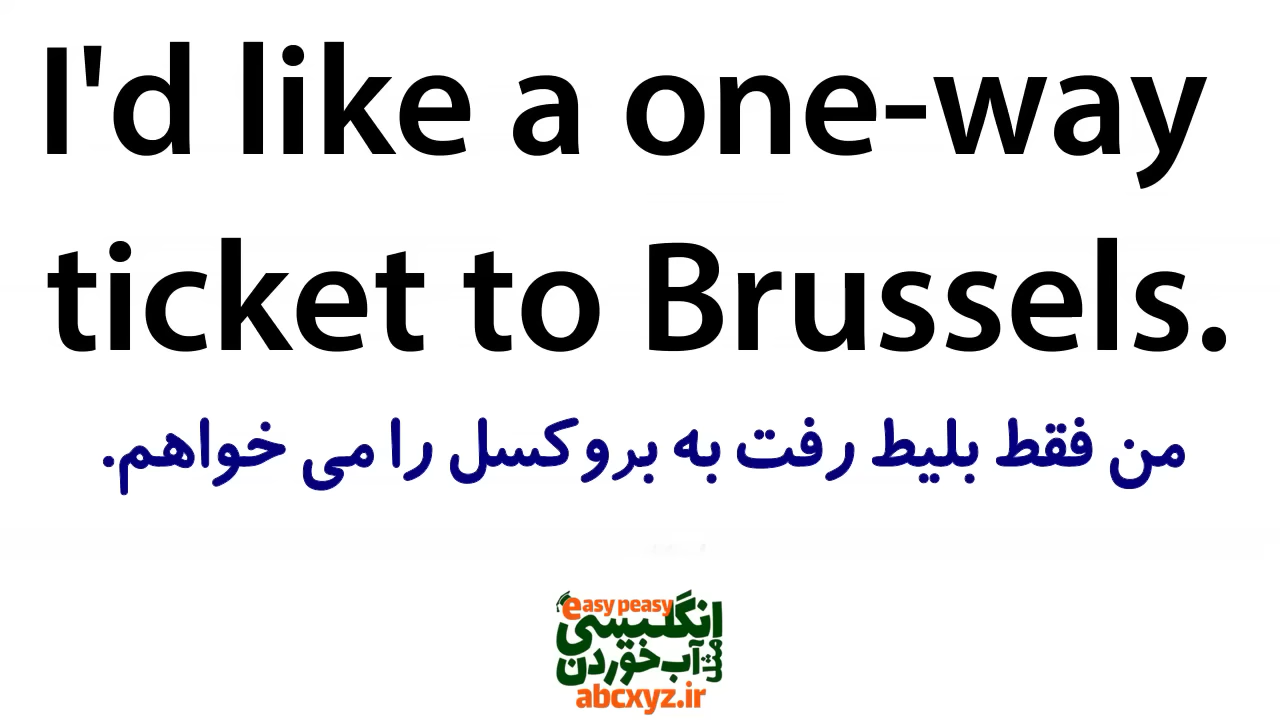 I'd like a one-way
ticket to Brussels.
من فقط بلیط رفت به بروکسل را می خواهم.
easy peasy
انگلیسی
مثل آب خوردن
abcxyz.ir